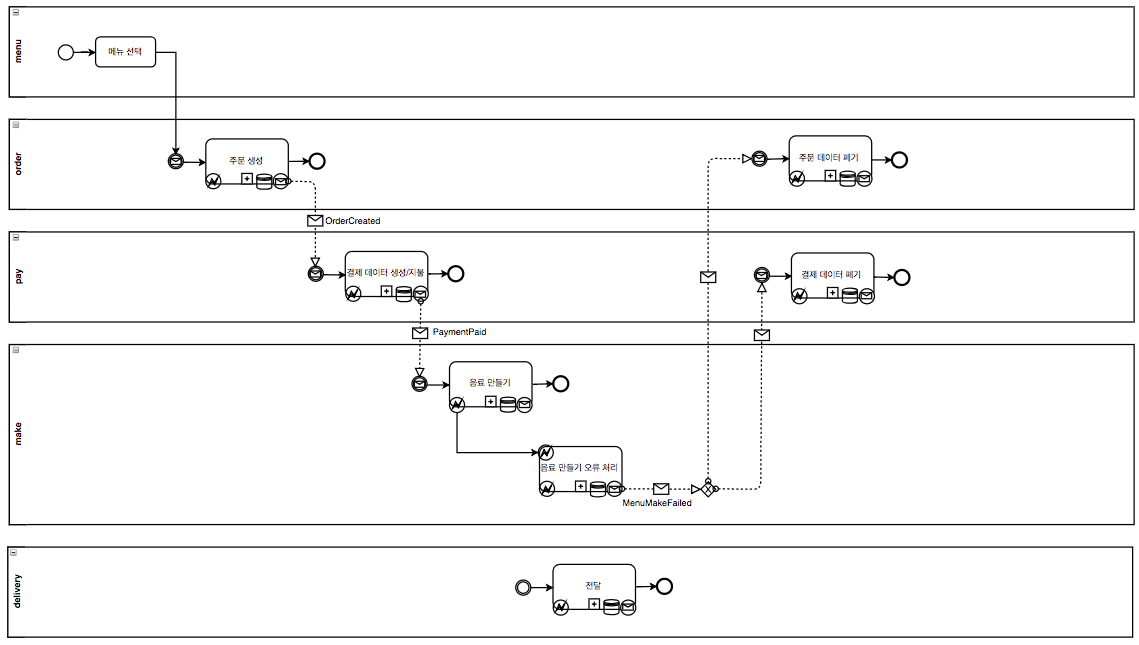 menu
메뉴 선택
order
주문 생성
주문 데이터 폐기
OrderCreated
pay
결제 데이터 생성/지불
결제 데이터 폐기
PaymentPaid
make
음료 만들기
음료 만들기 오류 처리
MenuMakeFailed
delivery
전달